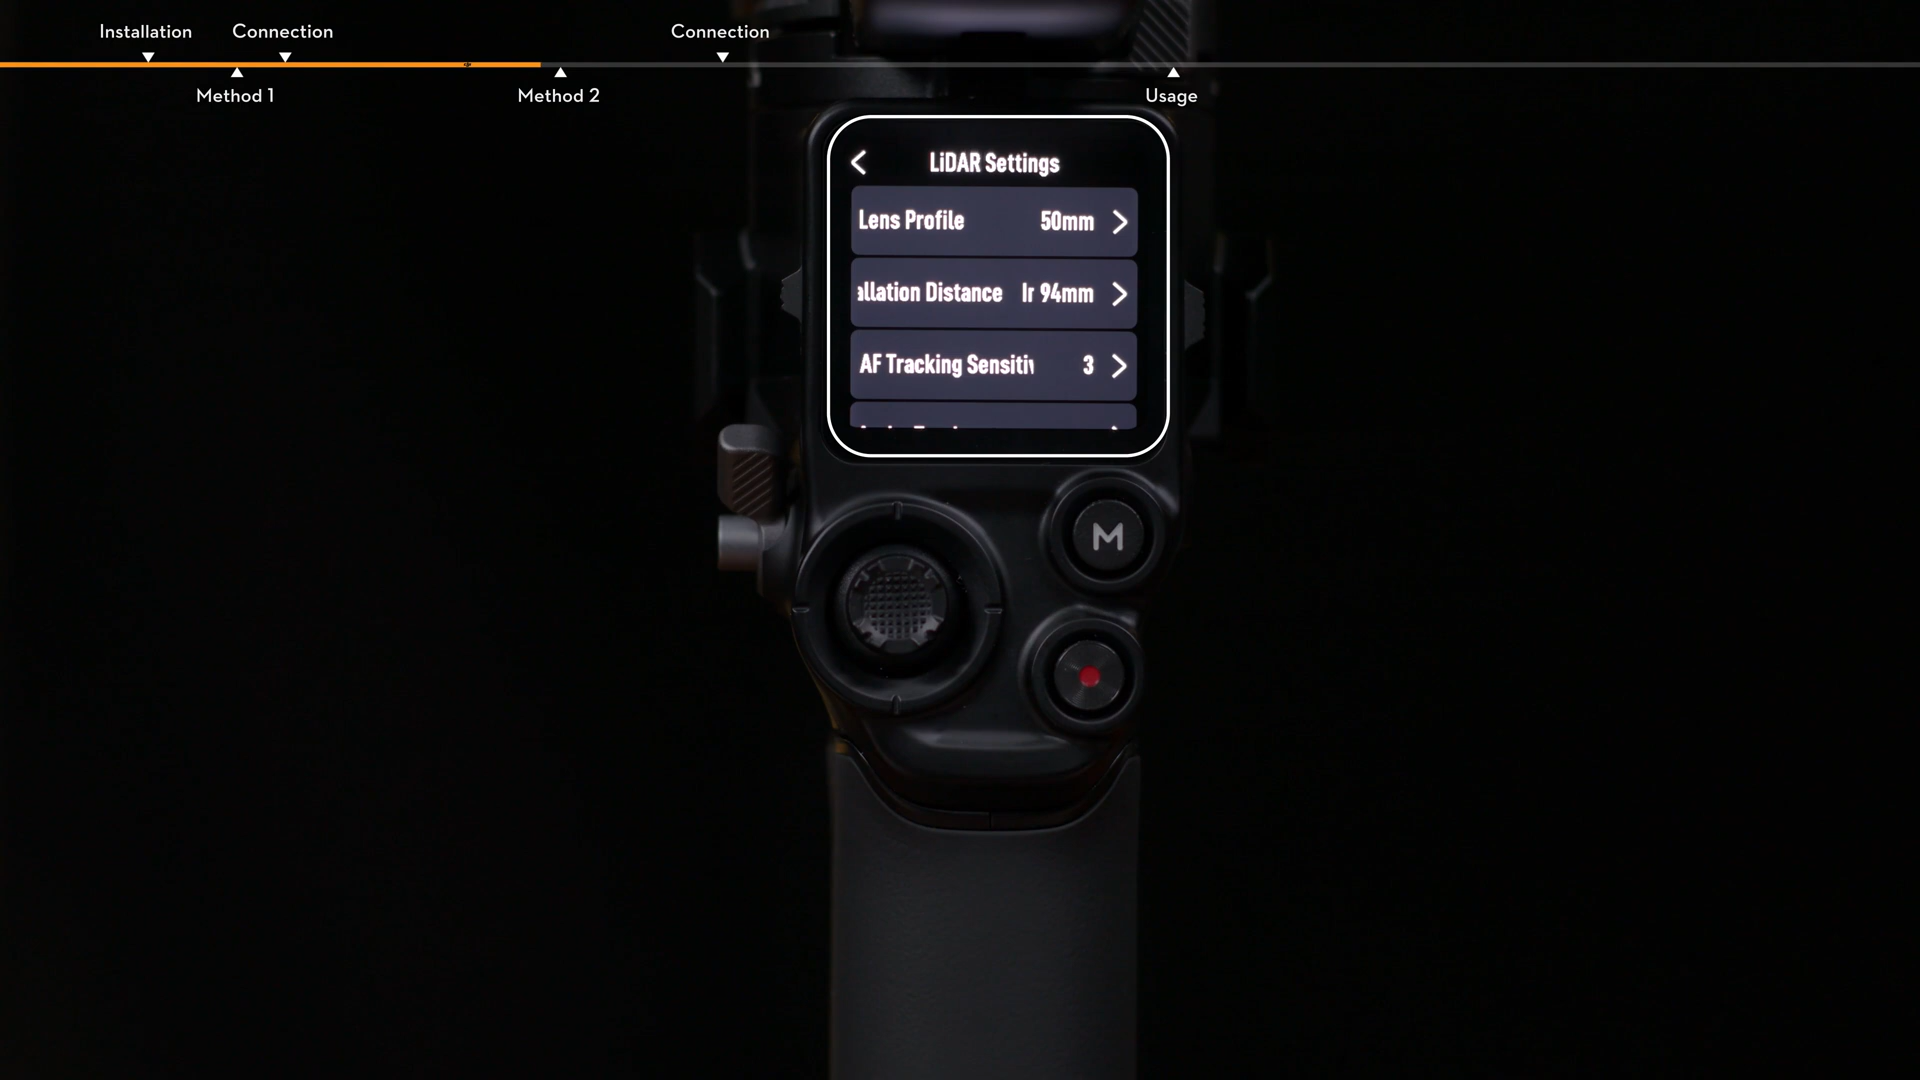 Installation
Connection
Connection
Method 1
Method 2
Usage
LiDAR Settings
Lens Profile 50mm
allation Distance Ir 94mm
AF Tracking Sensitiv 3
M